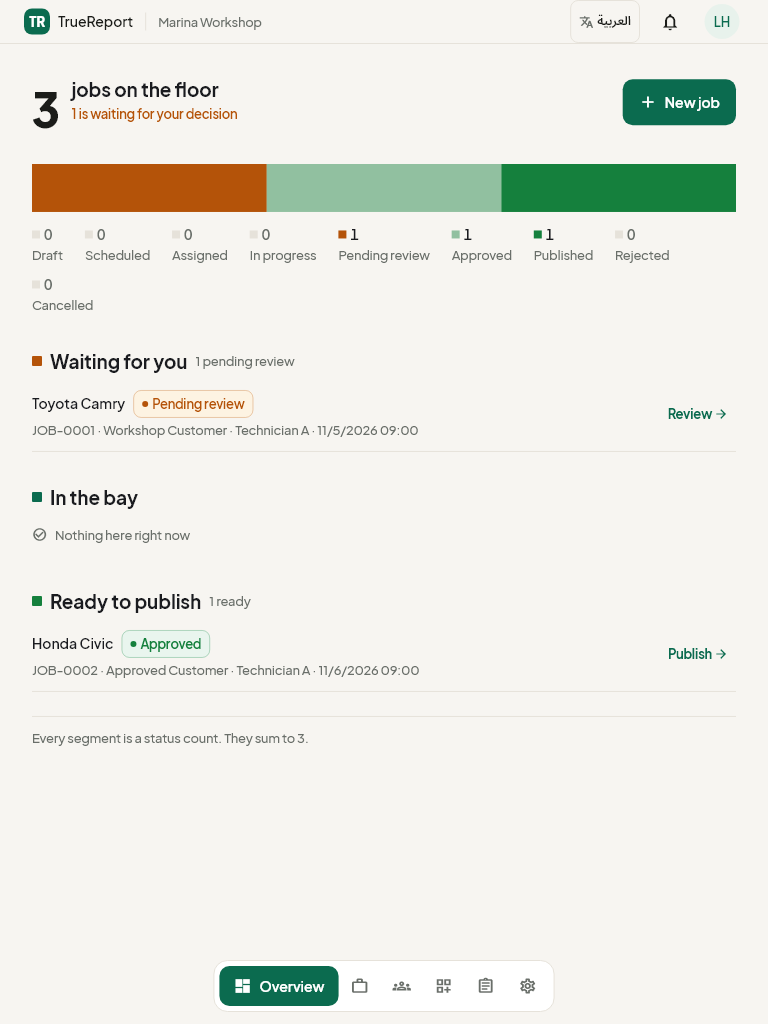 TR TrueReport Marina Workshop العربية LH
3 jobs on the floor
1 is waiting for your decision
+ New job
0 0 0 0 1 1 1 0
Draft Scheduled Assigned In progress Pending review Approved Published Rejected
0
Cancelled
Waiting for you 1 pending review
Toyota Camry Pending review
JOB-0001 · Workshop Customer · Technician A · 11/5/2026 09:00
Review →
In the bay
Nothing here right now
Ready to publish 1 ready
Honda Civic Approved
JOB-0002 · Approved Customer · Technician A · 11/6/2026 09:00
Publish →
Every segment is a status count. They sum to 3.
Overview